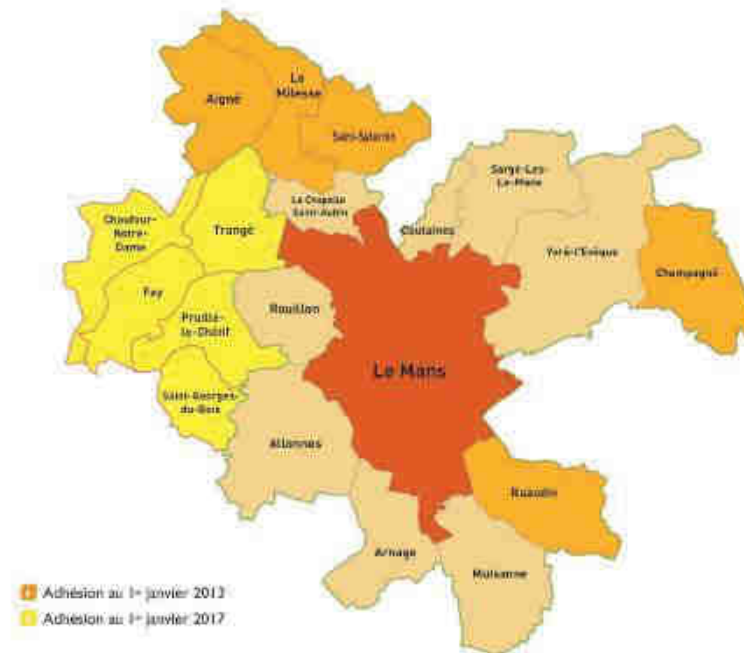 Aigné
La
Milesse
Saint-Saturnin
La Chapelle
Saint-Aubin
Sargé-Les-
Le-Mans
Coulaines
Yvré-l'Evêque
Champagné
Chaufour-
Notre-
Dame
Trangé
Fay
Pruillé-
le-Chétif
Rouillon
Saint-Georges-
du-Bois
Le Mans
Allonnes
Ruaudin
Arnage
Mulsanne
Adhésion au 1er janvier 2013
Adhésion au 1er janvier 2017